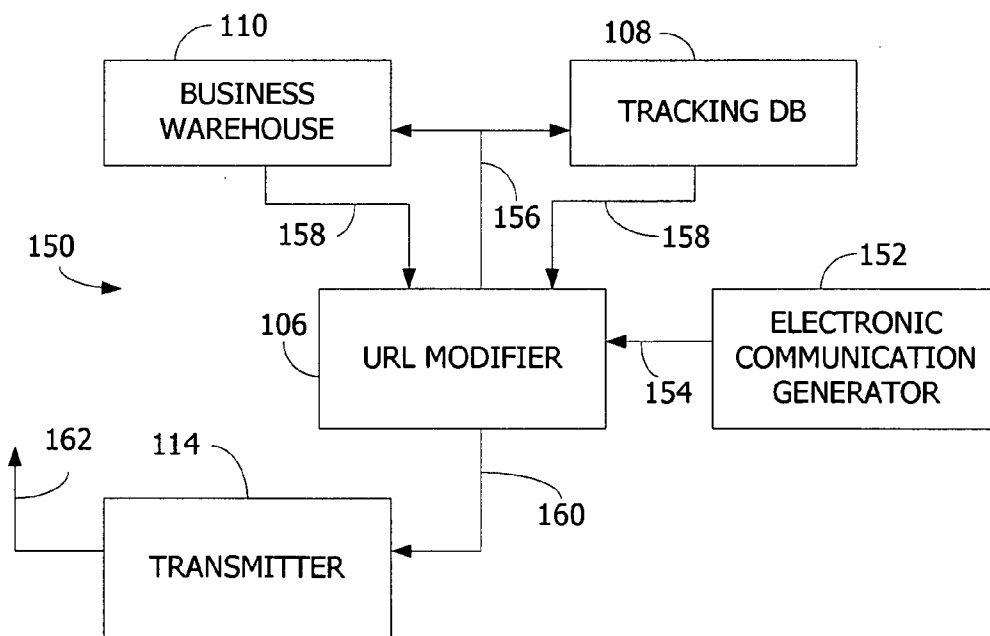 110
108
BUSINESS
WAREHOUSE
TRACKING DB
158
156
158
150
152
106
URL MODIFIER
154
ELECTRONIC
COMMUNICATION
GENERATOR
162
114
160
TRANSMITTER